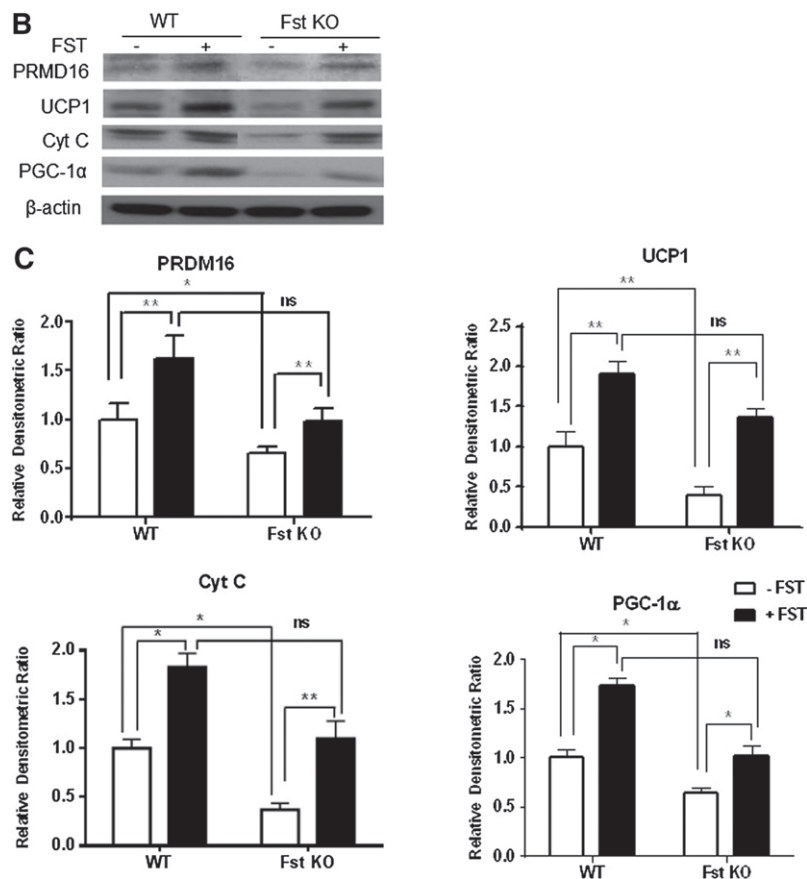 B
WT Fst KO
FST - + - +
PRMD16
UCP1
Cyt C
PGC-1α
β-actin
C
PRDM16
* 
** ns
**
2.0
1.5
1.0
0.5
0.0
Relative Densitometric Ratio
WT Fst KO
UCP1
**
** ns
**
2.5
2.0
1.5
1.0
0.5
0.0
Relative Densitometric Ratio
WT Fst KO
Cyt C
*
* ns
**
2.0
1.5
1.0
0.5
0.0
Relative Densitometric Ratio
WT Fst KO
- FST
+ FST
PGC-1α
*
* ns
*
2.0
1.5
1.0
0.5
0.0
Relative Densitometric Ratio
WT Fst KO